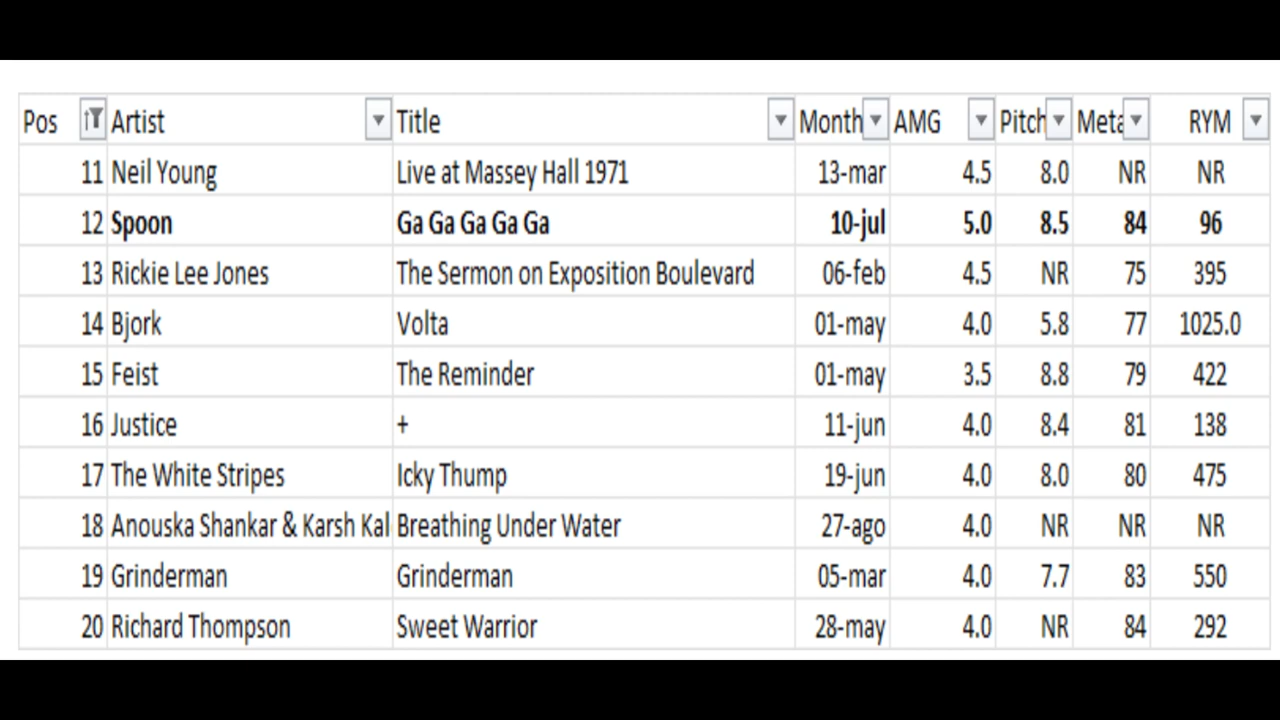 Pos Artist Title Month AMG Pitch Meta RYM
11 Neil Young Live at Massey Hall 1971 13-mar 4.5 8.0 NR NR
12 Spoon Ga Ga Ga Ga Ga 10-jul 5.0 8.5 84 96
13 Rickie Lee Jones The Sermon on Exposition Boulevard 06-feb 4.5 NR 75 395
14 Bjork Volta 01-may 4.0 5.8 77 1025.0
15 Feist The Reminder 01-may 3.5 8.8 79 422
16 Justice + 11-jun 4.0 8.4 81 138
17 The White Stripes Icky Thump 19-jun 4.0 8.0 80 475
18 Anouska Shankar & Karsh Kal Breathing Under Water 27-ago 4.0 NR NR NR
19 Grinderman Grinderman 05-mar 4.0 7.7 83 550
20 Richard Thompson Sweet Warrior 28-may 4.0 NR 84 292